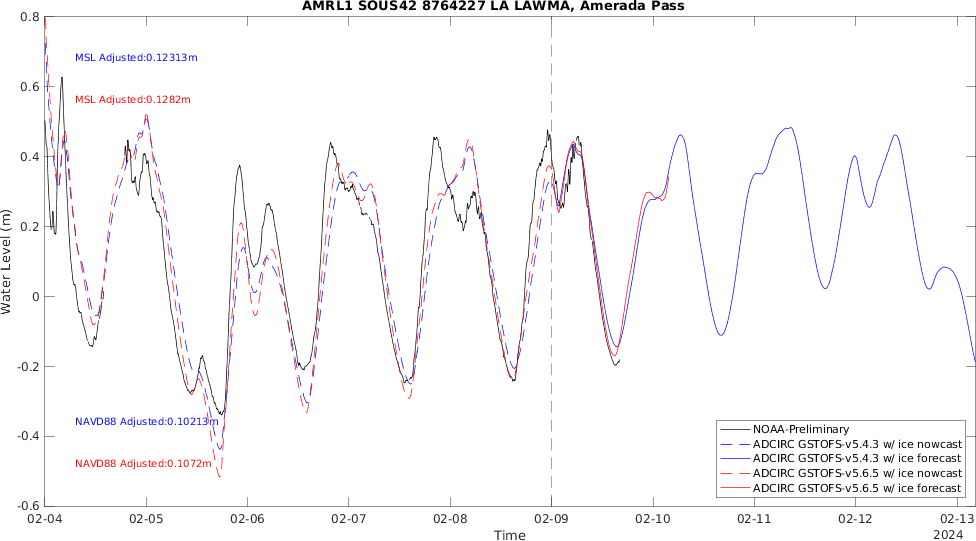 AMRL1 SOUS42 8764227 LA LAWMA, Amerada Pass
0.8
0.6
0.4
0.2
0
-0.2
-0.4
-0.6
Water Level (m)
MSL Adjusted:0.12313m
MSL Adjusted:0.1282m
NAVD88 Adjusted:0.10213m
NAVD88 Adjusted:0.1072m
NOAA-Preliminary
ADCIRC GSTOFS-v5.4.3 w/ ice nowcast
ADCIRC GSTOFS-v5.4.3 w/ ice forecast
ADCIRC GSTOFS-v5.6.5 w/ ice nowcast
ADCIRC GSTOFS-v5.6.5 w/ ice forecast
02-04 02-05 02-06 02-07 02-08 02-09 02-10 02-11 02-12 02-13
Time
2024